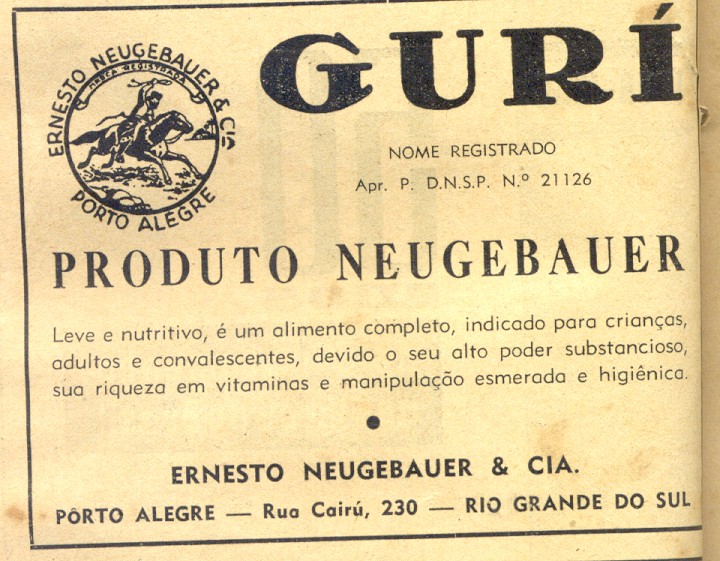 ERNESTO NEUGEBAUER & CIA
MARCA REGISTRADA
PORTO ALEGRE
GURÍ
NOME REGISTRADO
Apr. P. D.N.S.P. N.º 21126
PRODUTO NEUGEBAUER
Leve e nutritivo, é um alimento completo, indicado para crianças,
adultos e convalescentes, devido o seu alto poder substancioso,
sua riqueza em vitaminas e manipulação esmerada e higiênica.
ERNESTO NEUGEBAUER & CIA.
PÔRTO ALEGRE — Rua Cairú, 230 — RIO GRANDE DO SUL